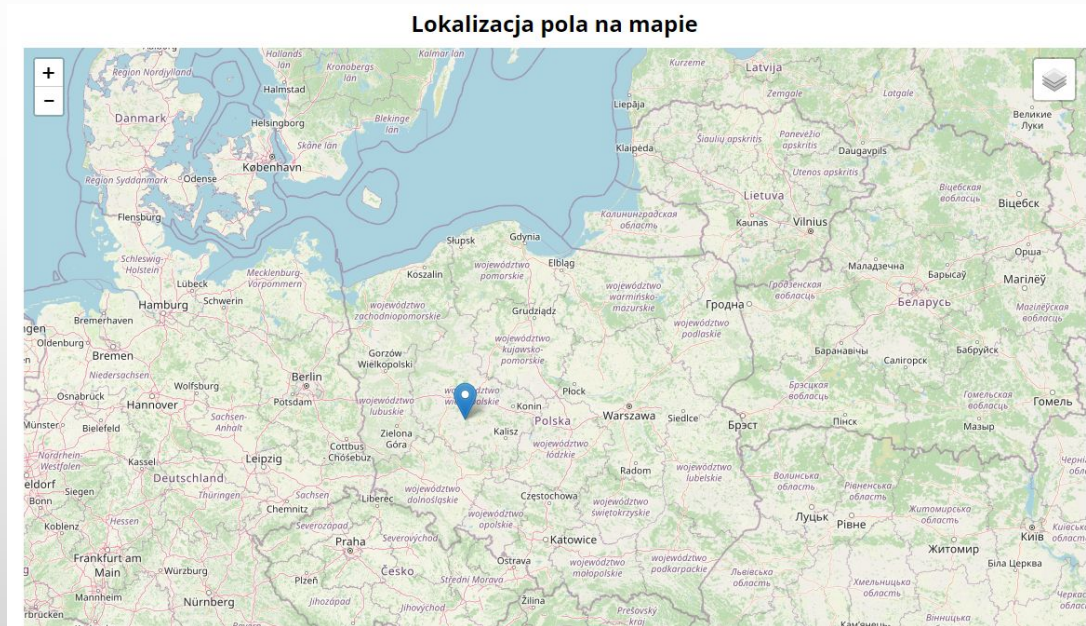 Lokalizacja pola na mapie
+
−
Region Nordjylland
Hollands län
Kronobergs län
Kalmar län
Kurzeme
Latvija
Halmstad
Zemgale
Latgale
Danmark
Helsingborg
Blekinge län
Liepāja
Великие Луки
Skåne län
København
Klaipėda
Šiaulių apskritis
Panevėžio apskritis
Daugavpils
Region Syddanmark
Odense
Utenos apskritis
Віцебская вобласць
Lietuva
Віцебск
Flensburg
Калининградская область
Kaunas
Vilnius
Słupsk
Gdynia
Орша
Schleswig-Holstein
Mecklenburg-Vorpommern
Koszalin
województwo pomorskie
Elbląg
Маладзечна
Барысаў
Магілёў
Lübeck
Schwerin
województwo zachodniopomorskie
województwo warmińsko-mazurskie
Гродзенская вобласць
Беларусь
Hamburg
Гродна
Магілёўская вобласць
Bremerhaven
Grudziądz
województwo podlaskie
Oldenburg
Bremen
Gorzów Wielkopolski
województwo kujawsko-pomorskie
Баранавічы
Салігорск
Бабруйск
Niedersachsen
Wolfsburg
Berlin
Брэсцкая вобласць
Гомельская вобласць
Osnabrück
Hannover
Potsdam
województwo lubuskie
Płock
Konin
Polska
Warszawa
Siedlce
Брэст
Пінск
Гомель
Мазыр
Münster
Bielefeld
Sachsen-Anhalt
Zielona Góra
Kalisz
województwo łódzkie
Nordrhein-Westfalen
Kassel
Leipzig
Cottbus Chóśebuz
Radom
województwo lubelskie
Волинська область
Рівненська область
Deutschland
Siegen
Thüringen
Sachsen
województwo dolnośląskie
Częstochowa
województwo świętokrzyskie
Житомирська область
Bonn
Chemnitz
Liberec
województwo opolskie
Луцьк
Рівне
Київ
Koblenz
Hessen
Severozápad
Praha
Severovýchod
Katowice
Житомир
Frankfurt am Main
Würzburg
Plzeň
Česko
Střední Morava
Ostrava
województwo małopolskie
województwo podkarpackie
Львівська область
Хмельницька область
Біла Церква
Mannheim
Nürnberg
Jihozápad
Jihovýchod
Žilina
Prešovský kraj